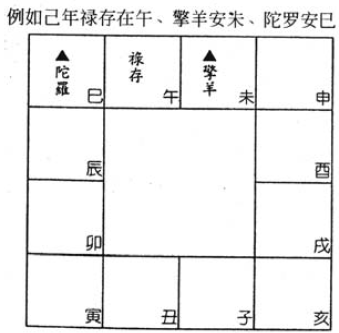 例如己年禄存在午、擎羊安未、陀罗安巳
▲陀羅 巳
禄存 午
▲擎羊 未
申
辰
酉
卯
戌
寅
丑
子
亥